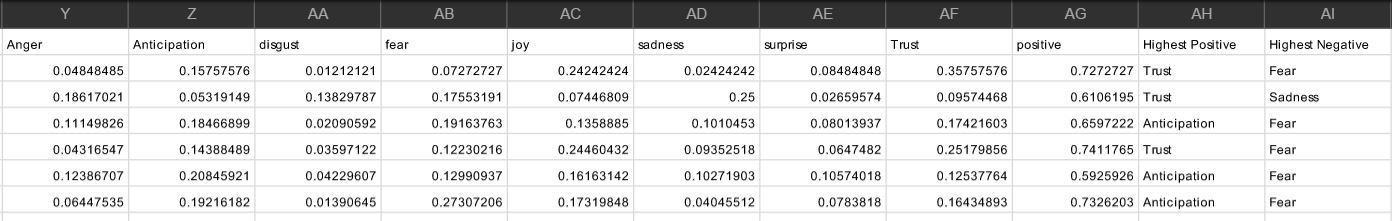 Y Z AA AB AC AD AE AF AG AH AI
Anger Anticipation disgust fear joy sadness surprise Trust positive Highest Positive Highest Negative
0.04848485 0.15757576 0.01212121 0.07272727 0.24242424 0.02424242 0.08484848 0.35757576 0.7272727 Trust Fear
0.18617021 0.05319149 0.13829787 0.17553191 0.07446809 0.25 0.02659574 0.09574468 0.6106195 Trust Sadness
0.11149826 0.18466899 0.02090592 0.19163763 0.1358885 0.1010453 0.08013937 0.17421603 0.6597222 Anticipation Fear
0.04316547 0.14388489 0.03597122 0.12230216 0.24460432 0.09352518 0.0647482 0.25179856 0.7411765 Trust Fear
0.12386707 0.20845921 0.04229607 0.12990937 0.16163142 0.10271903 0.10574018 0.12537764 0.5925926 Anticipation Fear
0.06447535 0.19216182 0.01390645 0.27307206 0.17319848 0.04045512 0.0783818 0.16434893 0.7326203 Anticipation Fear